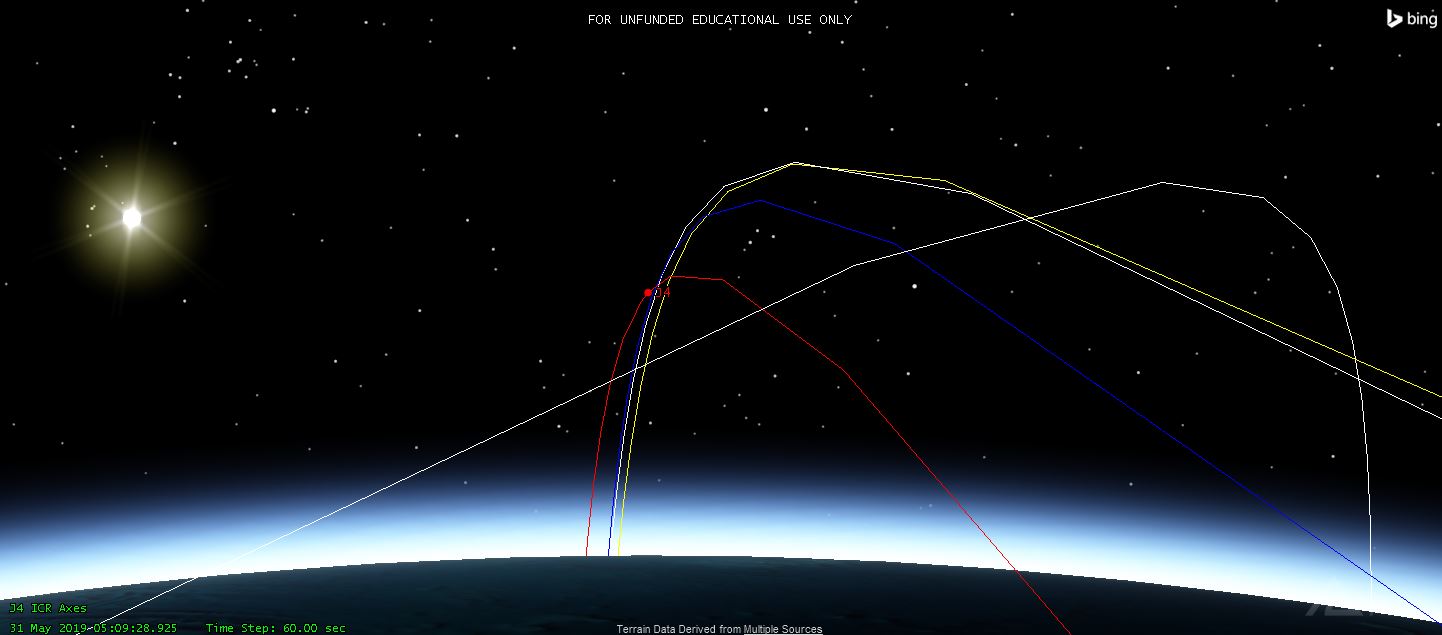 FOR UNFUNDED EDUCATIONAL USE ONLY
bing
J4
J4 ICR Axes
31 May 2019 05:09:28.925 Time Step: 60.00 sec
Terrain Data Derived from Multiple Sources